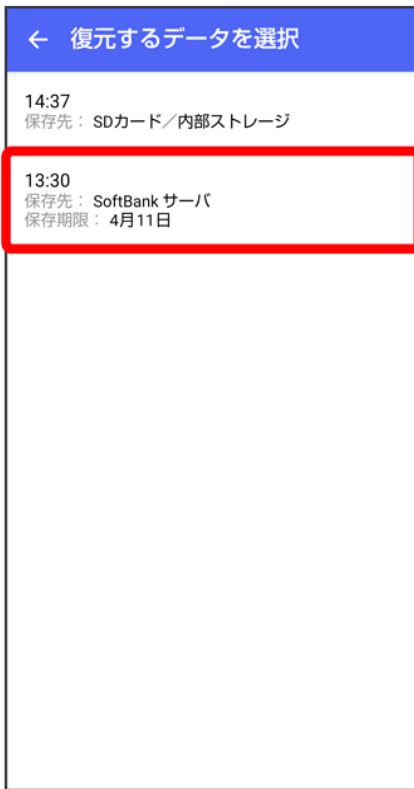 ← 復元するデータを選択
14:37
保存先： SDカード／内部ストレージ
13:30
保存先： SoftBank サーバ
保存期限： 4月11日